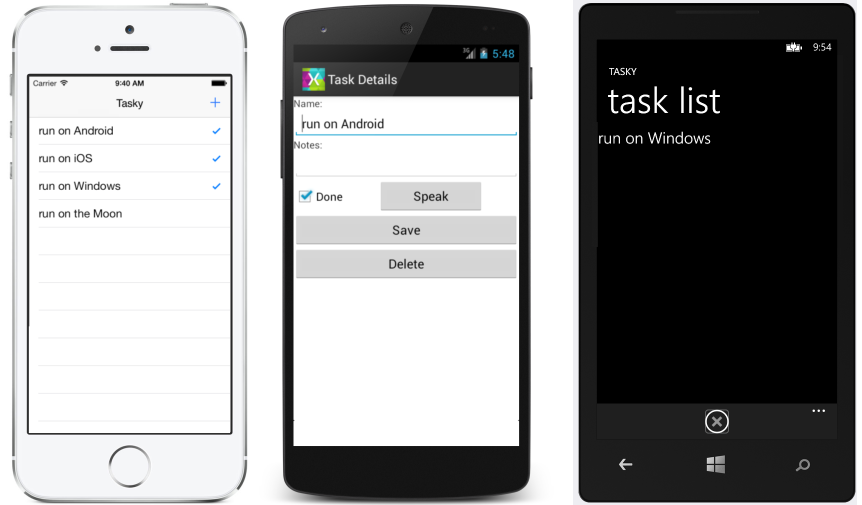 Carrier 9:40 AM
Tasky +
run on Android
run on iOS
run on Windows
run on the Moon
3G 5:48
X Task Details
Name:
run on Android
Notes:
Done Speak
Save
Delete
9:54
TASKY
task list
run on Windows